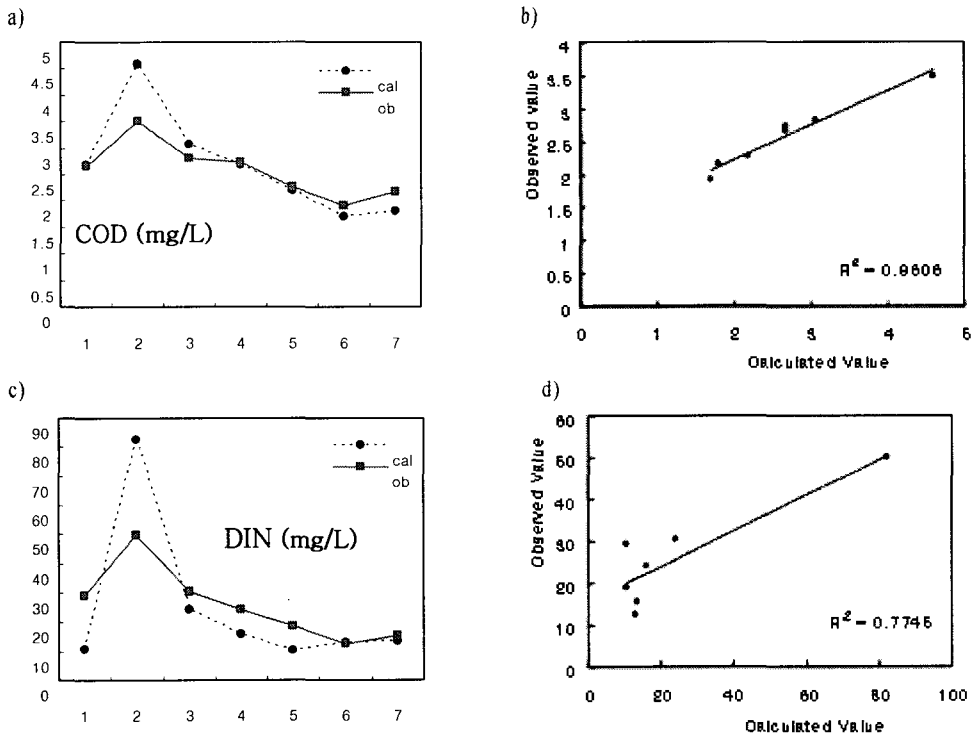 a)
5
4.5
4
3.5
3
2.5
2
1.5
1
0.5
0
cal
ob
COD (mg/L)
1 2 3 4 5 6 7
b)
Observed Value
4
3.5
3
2.5
2
1.5
1
0.5
0
R² = 0.9606
0 1 2 3 4 5
Calculated Value
c)
90
80
70
60
50
40
30
20
10
0
cal
ob
DIN (mg/L)
1 2 3 4 5 6 7
d)
Observed Value
60
50
40
30
20
10
0
R² = 0.7745
0 20 40 60 80 100
Calculated Value